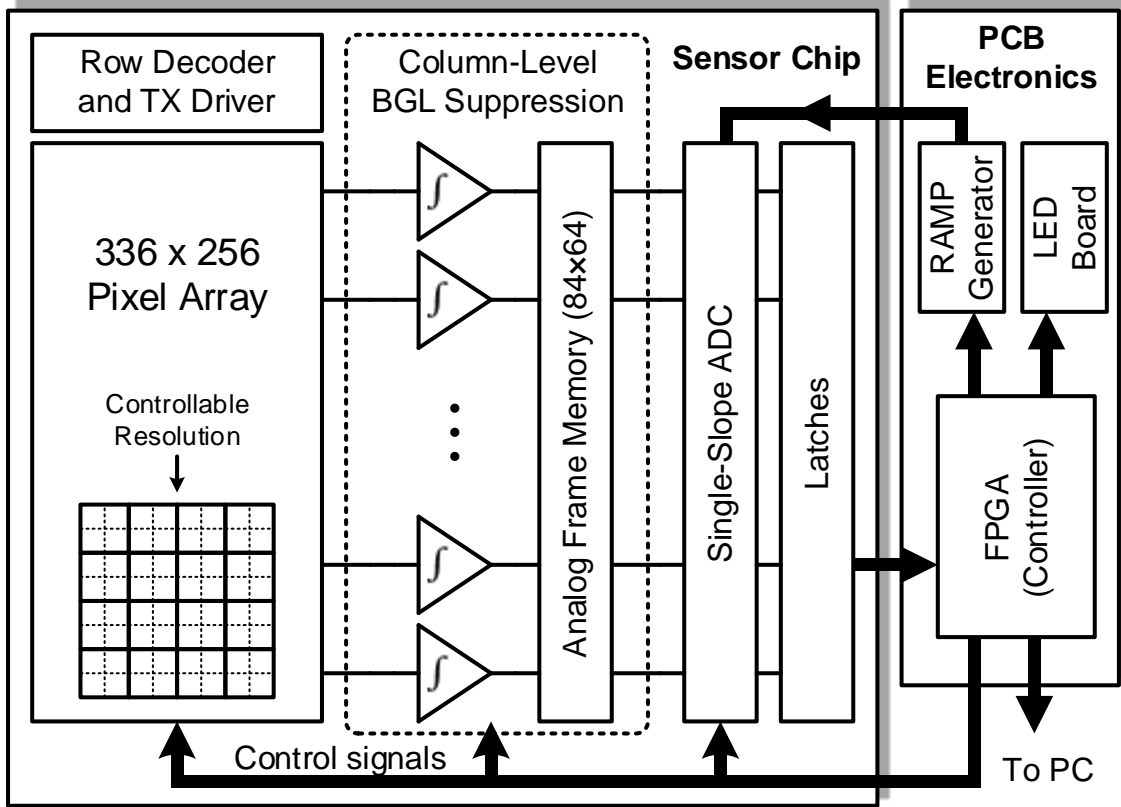 Row Decoder
and TX Driver
Column-Level
BGL Suppression
Sensor Chip
PCB
Electronics
336 x 256
Pixel Array
Controllable
Resolution
∫
∫
∫
∫
Analog Frame Memory (84×64)
Single-Slope ADC
Latches
RAMP
Generator
LED
Board
FPGA
(Controller)
Control signals
To PC